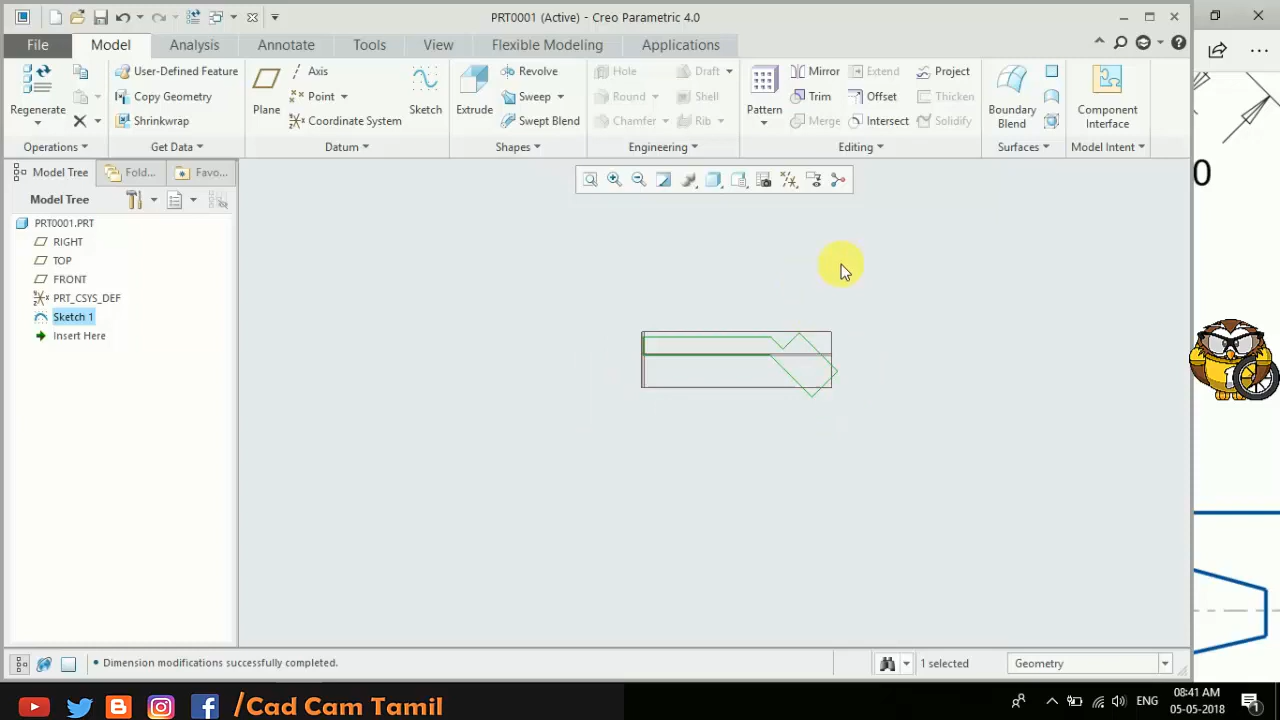 PRT0001 (Active) - Creo Parametric 4.0
File Model Analysis Annotate Tools View Flexible Modeling Applications
Regenerate
User-Defined Feature
Copy Geometry
Shrinkwrap
Plane
Axis
Point
Coordinate System
Sketch
Extrude
Revolve
Sweep
Swept Blend
Hole
Round
Chamfer
Draft
Shell
Rib
Pattern
Mirror
Trim
Merge
Extend
Offset
Intersect
Project
Thicken
Solidify
Boundary
Blend
Component
Interface
Operations Get Data Datum Shapes Engineering Editing Surfaces Model Intent
Model Tree Fold... Favo...
Model Tree
PRT0001.PRT
RIGHT
TOP
FRONT
PRT_CSYS_DEF
Sketch 1
Insert Here
0
• Dimension modifications successfully completed.
1 selected
Geometry
/Cad Cam Tamil
ENG
08:41 AM
05-05-2018
1